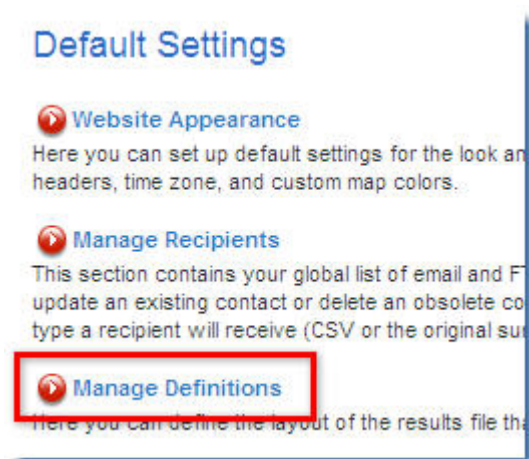 Default Settings
Website Appearance
Here you can set up default settings for the look an
headers, time zone, and custom map colors.
Manage Recipients
This section contains your global list of email and F
update an existing contact or delete an obsolete co
type a recipient will receive (CSV or the original su
Manage Definitions
Here you can define the layout of the results file tha